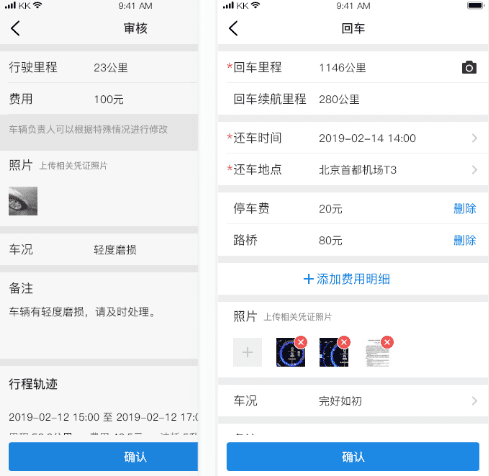 KK 9:41 AM
审核
行驶里程 23公里
费用 100元
车辆负责人可以根据特殊情况进行修改
照片 上传相关凭证照片
车况 轻度磨损
备注
车辆有轻度磨损，请及时处理。
行程轨迹
2019-02-12 15:00 至 2019-02-12 17:0
确认
KK 9:41 AM
回车
*回车里程 1146公里
回车续航里程 280公里
*还车时间 2019-02-14 14:00
*还车地点 北京首都机场T3
停车费 20元 删除
路桥 80元 删除
+添加费用明细
照片 上传相关凭证照片
车况 完好如初
确认